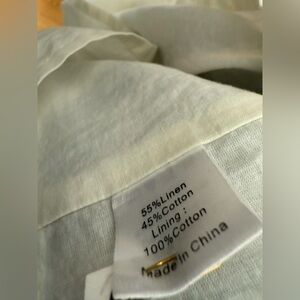 55%Linen
45%Cotton
Lining :
100%Cotton
Made in China